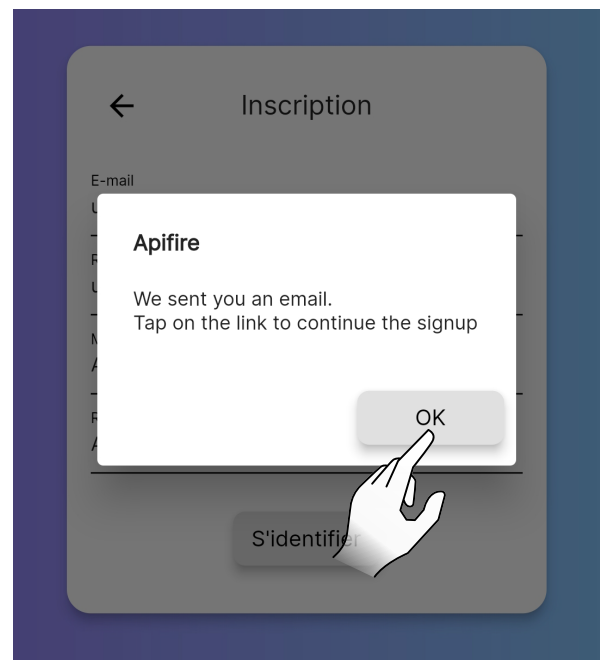 Inscription
E-mail
Apifire
We sent you an email.
Tap on the link to continue the signup
OK
S'identifier